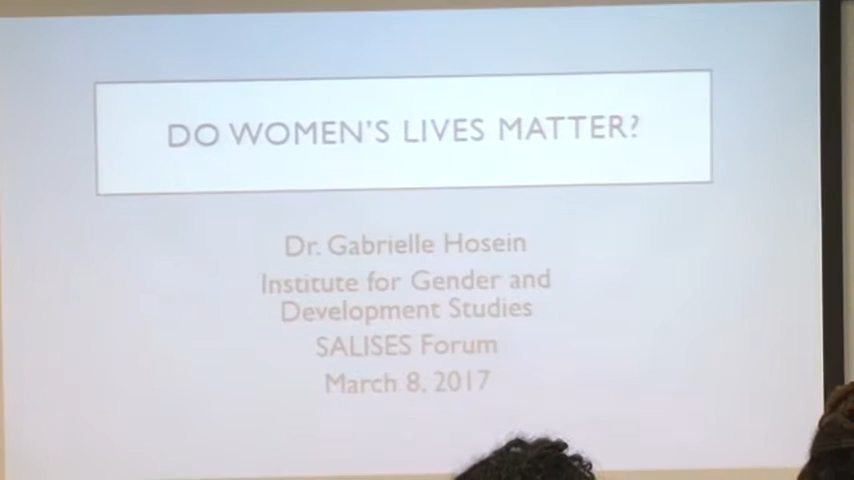 DO WOMEN'S LIVES MATTER?
Dr. Gabrielle Hosein
Institute for Gender and
Development Studies
SALISES Forum
March 8, 2017